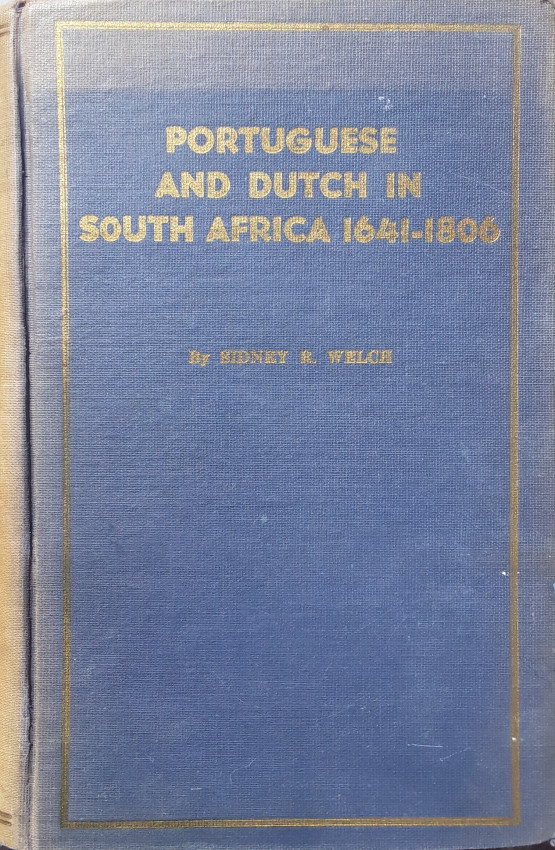 PORTUGUESE
AND DUTCH IN
SOUTH AFRICA 1641-1806
By SIDNEY R. WELCH